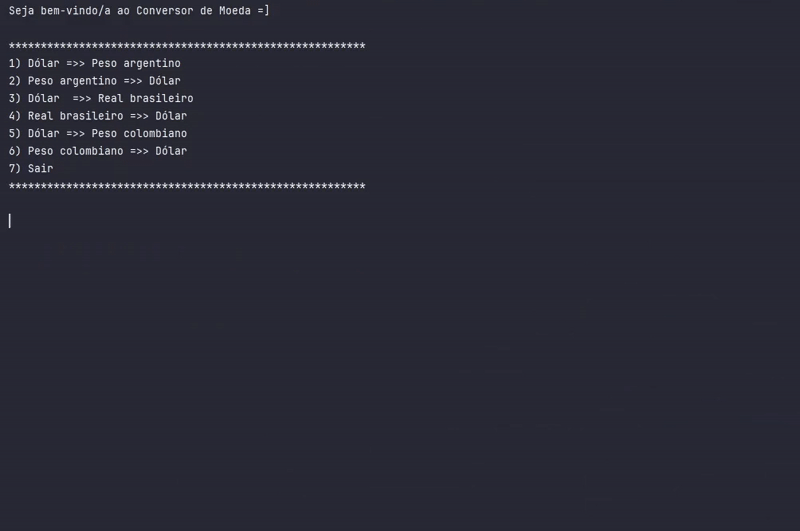 Seja bem-vindo/a ao Conversor de Moeda =]
********************************************************
1) Dólar =>> Peso argentino
2) Peso argentino =>> Dólar
3) Dólar  =>> Real brasileiro
4) Real brasileiro =>> Dólar
5) Dólar =>> Peso colombiano
6) Peso colombiano =>> Dólar
7) Sair
********************************************************